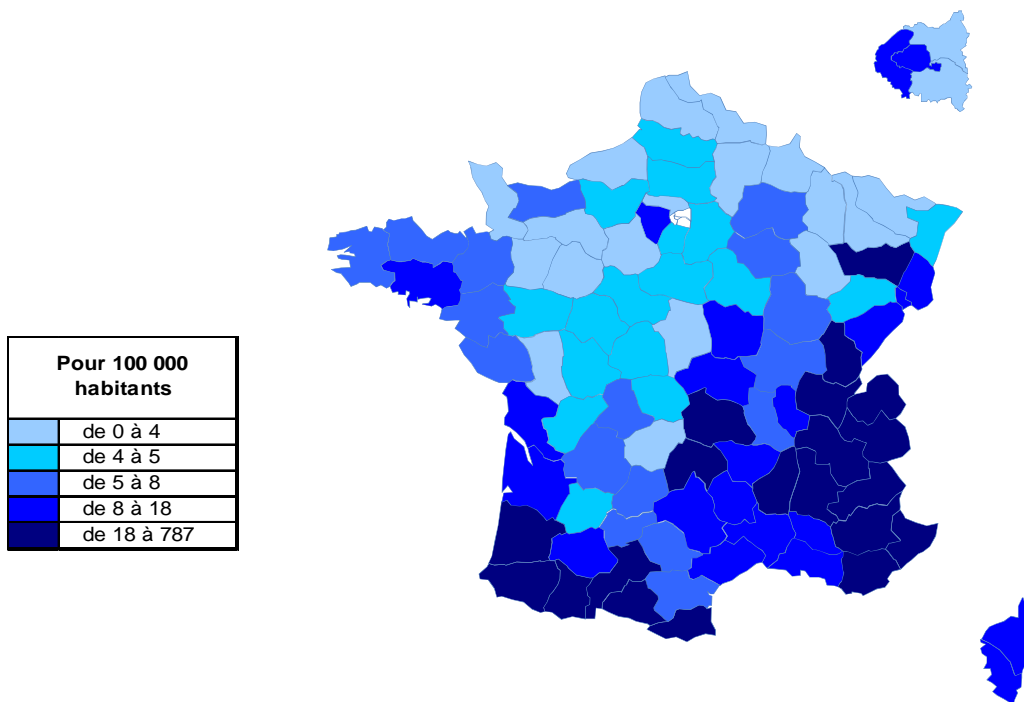 Pour 100 000
habitants
de 0 à 4
de 4 à 5
de 5 à 8
de 8 à 18
de 18 à 787